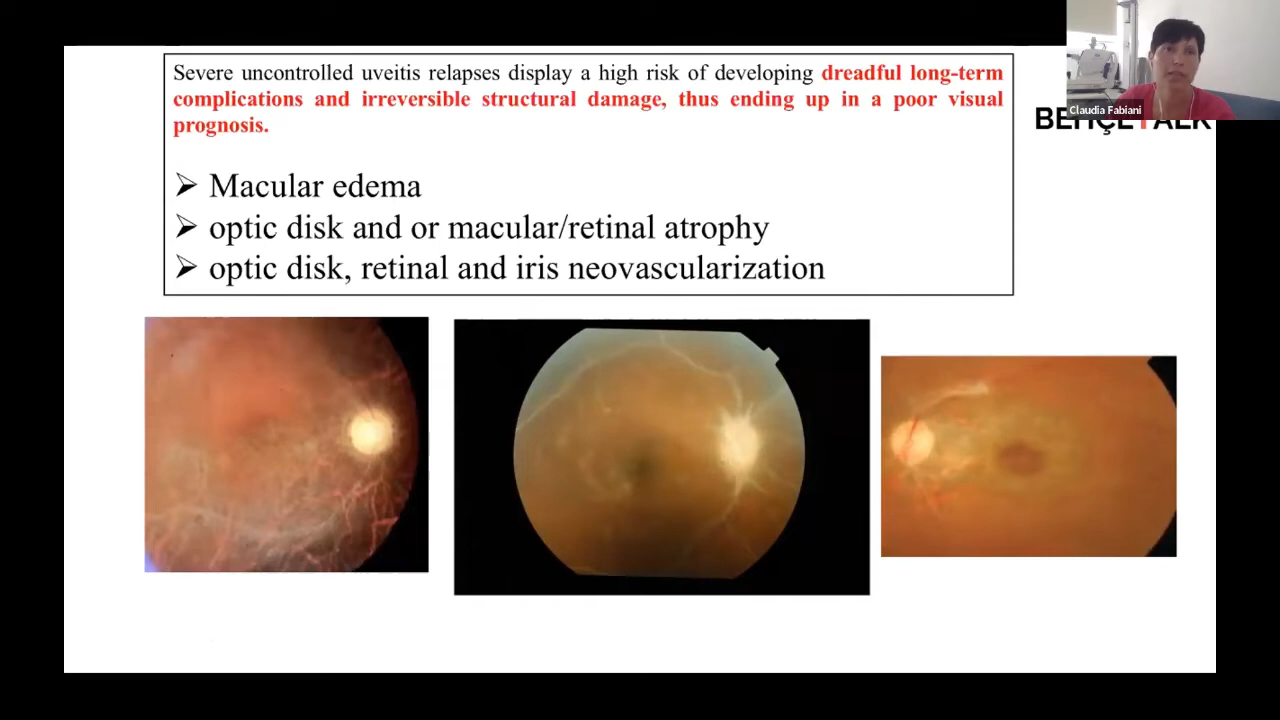 Severe uncontrolled uveitis relapses display a high risk of developing dreadful long-term
complications and irreversible structural damage, thus ending up in a poor visual
prognosis.
➢ Macular edema
➢ optic disk and or macular/retinal atrophy
➢ optic disk, retinal and iris neovascularization
Claudia Fabiani